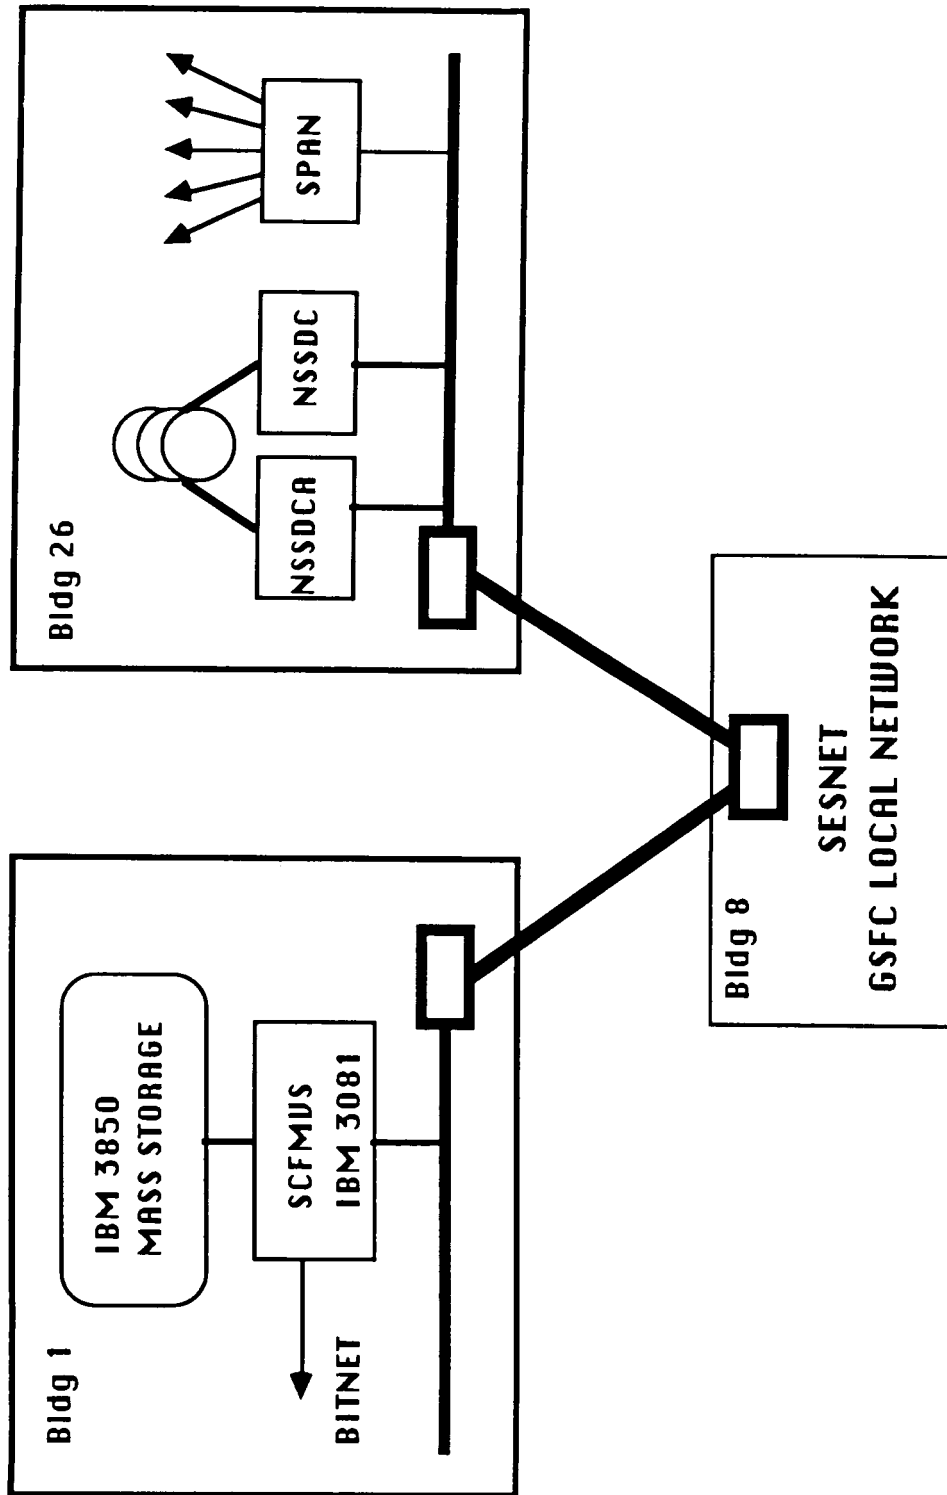 Bldg 1
IBM 3850
MASS STORAGE
SCFMVS
IBM 3081
BITNET
Bldg 26
NSSDCA
NSSDC
SPAN
Bldg 8
SESNET
GSFC LOCAL NETWORK